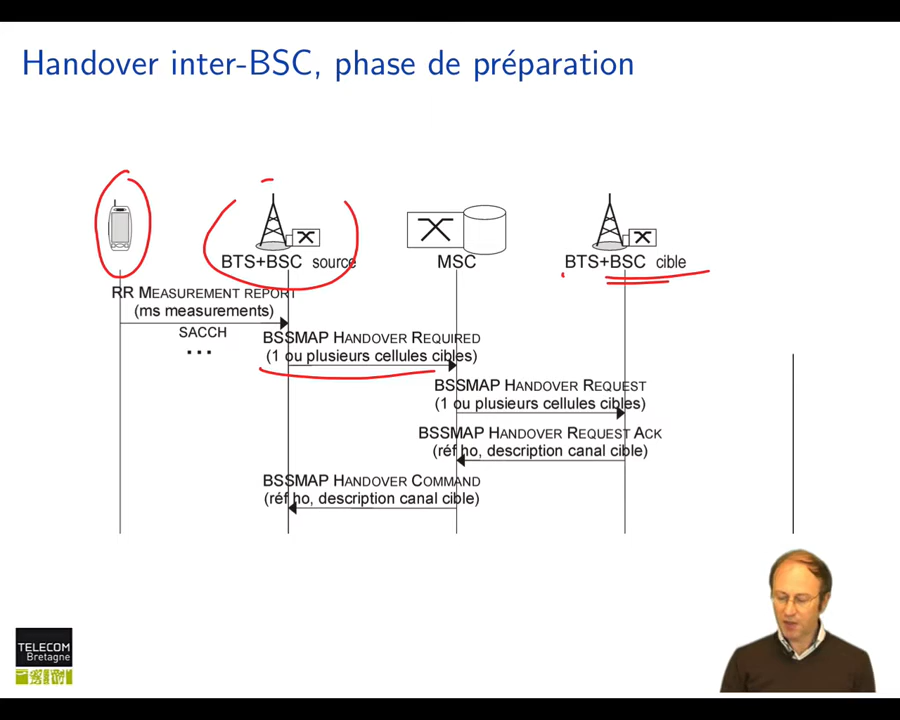 Handover inter-BSC, phase de préparation
BTS+BSC source
MSC
BTS+BSC cible
RR MEASUREMENT REPORT
(ms measurements)
SACCH
...
BSSMAP HANDOVER REQUIRED
(1 ou plusieurs cellules cibles)
BSSMAP HANDOVER REQUEST
(1 ou plusieurs cellules cibles)
BSSMAP HANDOVER REQUEST ACK
(réf ho, description canal cible)
BSSMAP HANDOVER COMMAND
(réf ho, description canal cible)
TELECOM
Bretagne